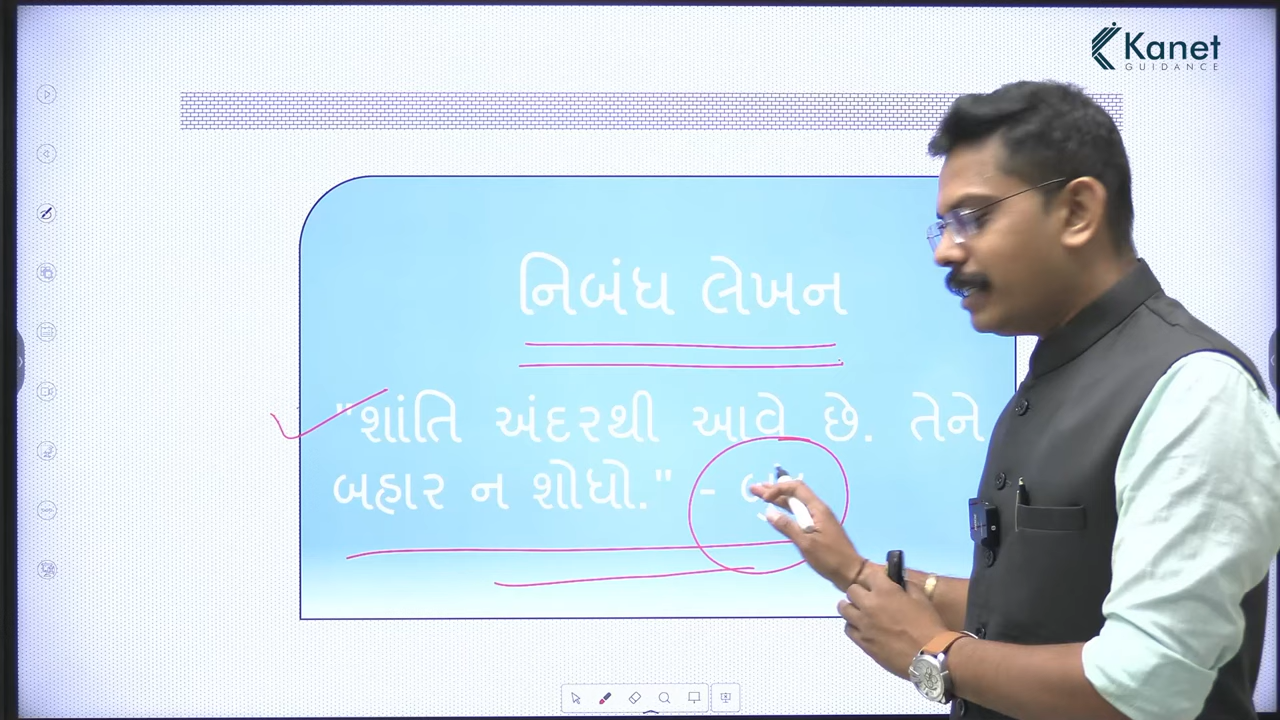 Kanet
GUIDANCE
નિબંધ લેખન
"શાંતિ અંદરથી આવે છે. તેને
બહાર ન શોધો." -